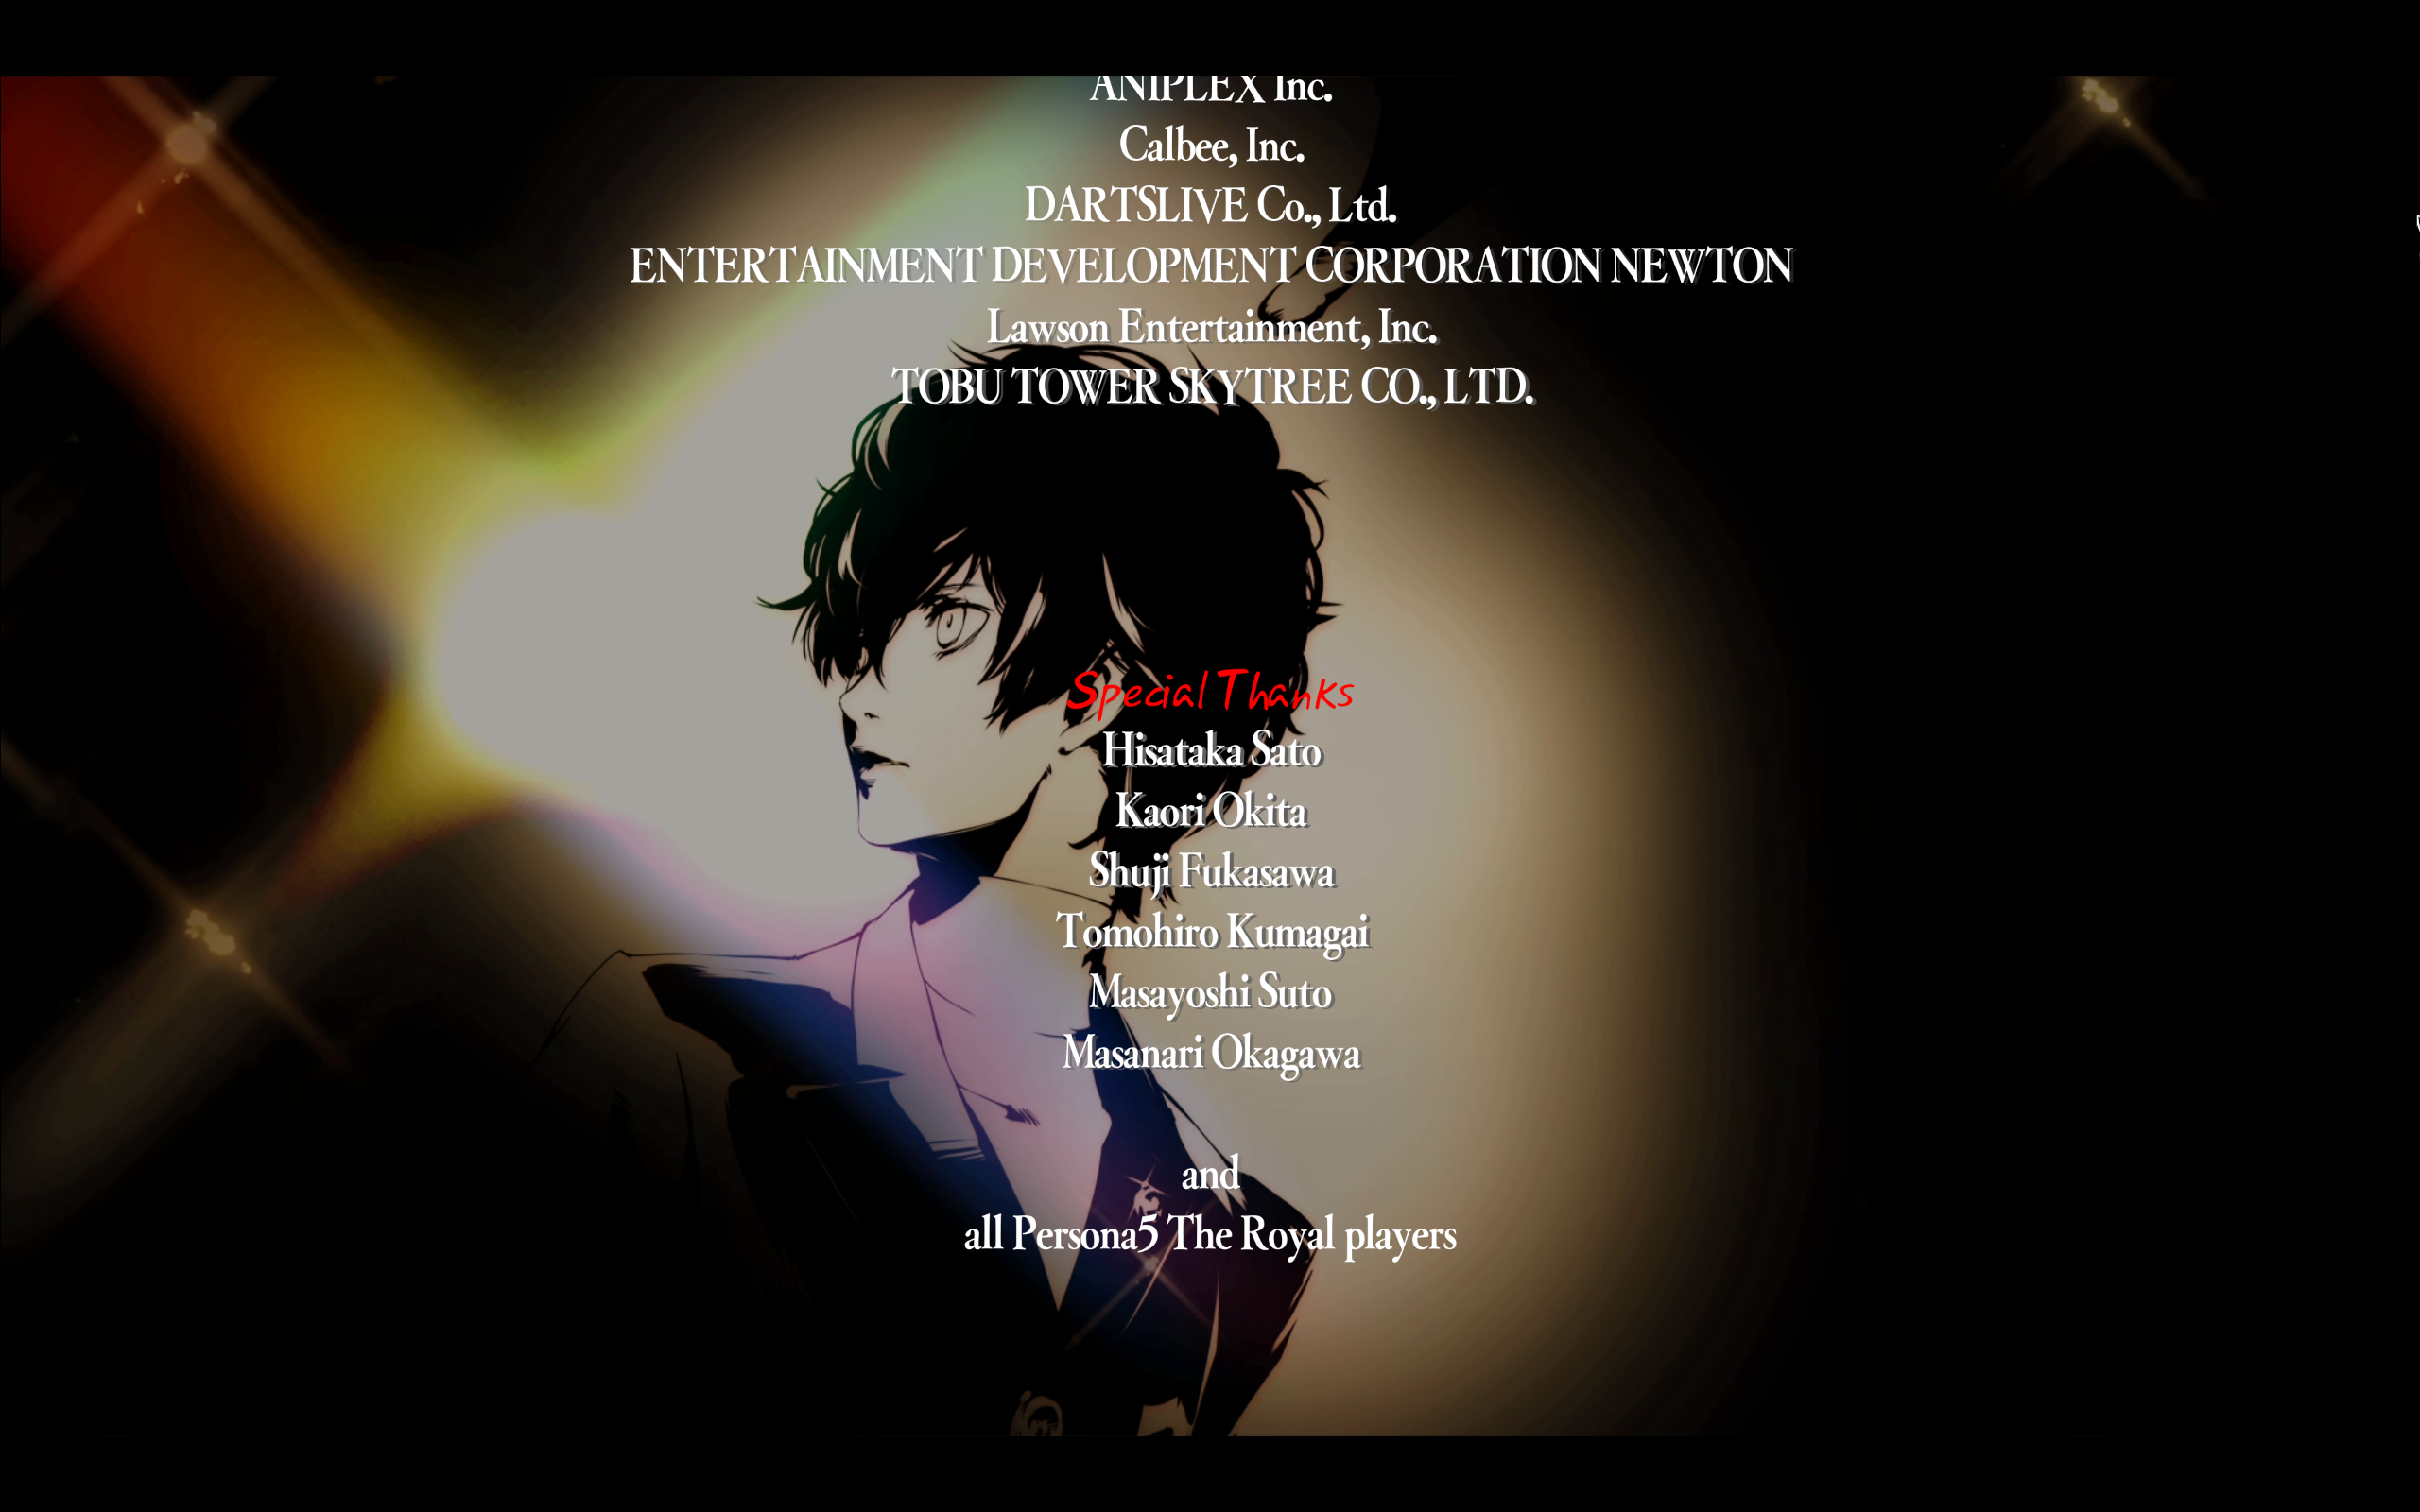 ANIPLEX Inc.
Calbee, Inc.
DARTSLIVE Co., Ltd.
ENTERTAINMENT DEVELOPMENT CORPORATION NEWTON
Lawson Entertainment, Inc.
TOBU TOWER SKYTREE CO., LTD.
Special Thanks
Hisataka Sato
Kaori Okita
Shuji Fukasawa
Tomohiro Kumagai
Masayoshi Suto
Masanari Okagawa
and
all Persona5 The Royal players